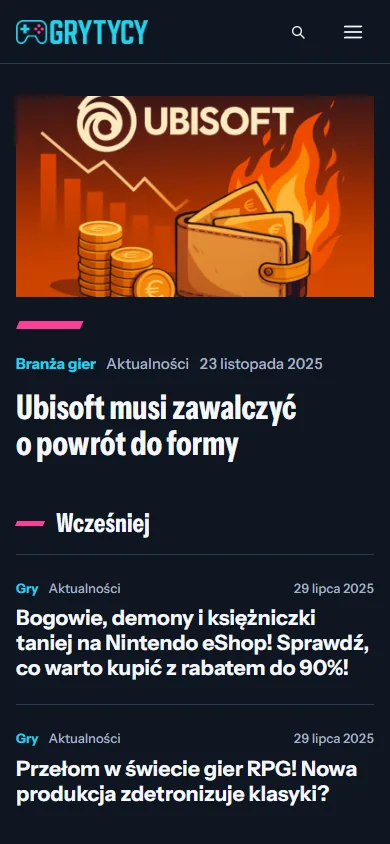 GRYTYCY
UBISOFT
Branża gier Aktualności 23 listopada 2025
Ubisoft musi zawalczyć
o powrót do formy
Wcześniej
Gry Aktualności 29 lipca 2025
Bogowie, demony i księżniczki
taniej na Nintendo eShop! Sprawdź,
co warto kupić z rabatem do 90%!
Gry Aktualności 29 lipca 2025
Przełom w świecie gier RPG! Nowa
produkcja zdetronizuje klasyki?